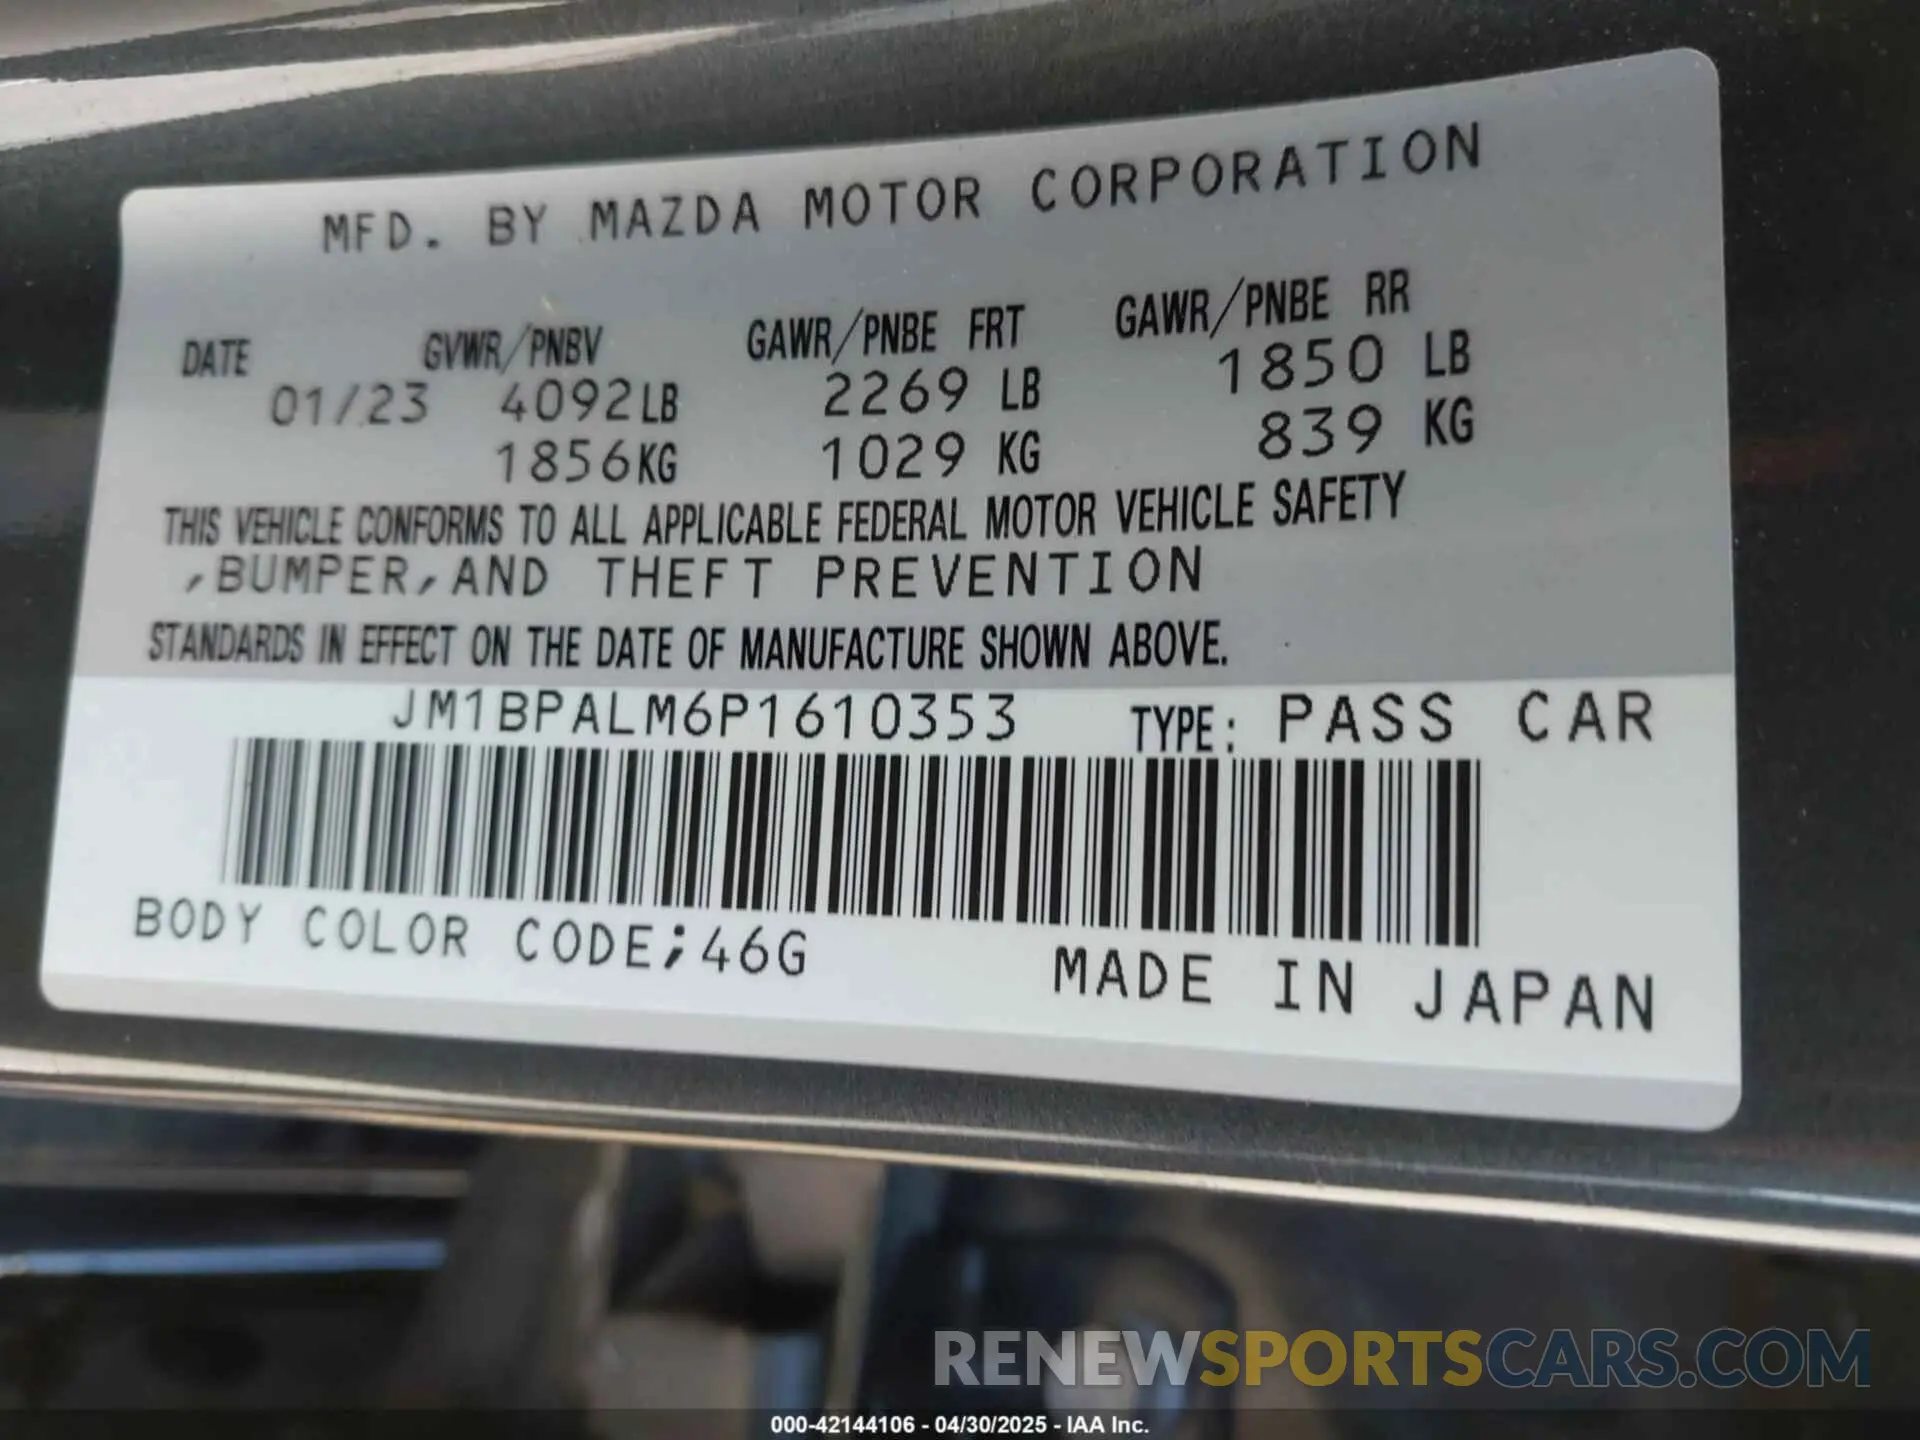 MFD. BY MAZDA MOTOR CORPORATION
DATE GVWR/PNBV GAWR/PNBE FRT GAWR/PNBE RR
01/23 4092LB 2269 LB 1850 LB
1856KG 1029 KG 839 KG
THIS VEHICLE CONFORMS TO ALL APPLICABLE FEDERAL MOTOR VEHICLE SAFETY
,BUMPER,AND THEFT PREVENTION
STANDARDS IN EFFECT ON THE DATE OF MANUFACTURE SHOWN ABOVE.
JM1BPALM6P1610353 TYPE: PASS CAR
BODY COLOR CODE;46G MADE IN JAPAN
RENEWSPORTSCARS.COM
000-42144106 - 04/30/2025 - IAA Inc.